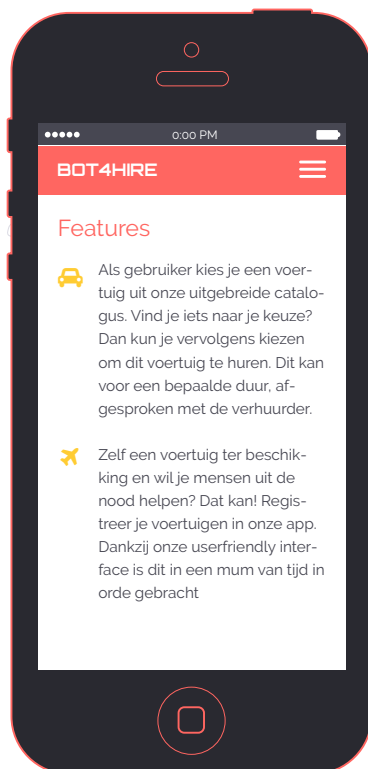 0:00 PM
BOT4HIRE
Features
Als gebruiker kies je een voer-
tuig uit onze uitgebreide catalo-
gus. Vind je iets naar je keuze?
Dan kun je vervolgens kiezen
om dit voertuig te huren. Dit kan
voor een bepaalde duur, af-
gesproken met de verhuurder.
Zelf een voertuig ter beschik-
king en wil je mensen uit de
nood helpen? Dat kan! Regis-
treer je voertuigen in onze app.
Dankzij onze userfriendly inter-
face is dit in een mum van tijd in
orde gebracht